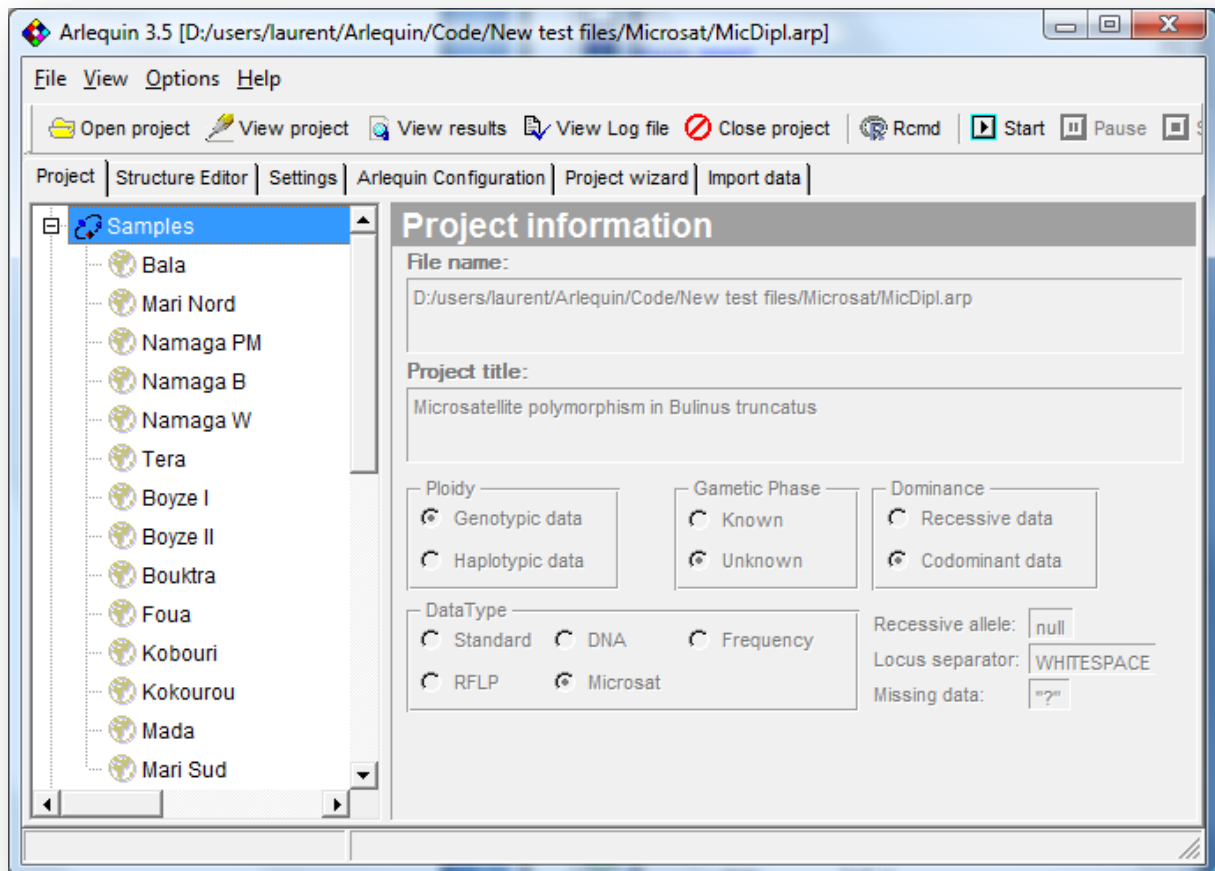 Arlequin 3.5 [D:/users/laurent/Arlequin/Code/New test files/Microsat/MicDipl.arp]
File View Options Help
Open project View project View results View Log file Close project Rcmd Start Pause
Project Structure Editor Settings Arlequin Configuration Project wizard Import data
Samples
Bala
Mari Nord
Namaga PM
Namaga B
Namaga W
Tera
Boyze I
Boyze II
Bouktra
Foua
Kobouri
Kokourou
Mada
Mari Sud
Project information
File name:
D:/users/laurent/Arlequin/Code/New test files/Microsat/MicDipl.arp
Project title:
Microsatellite polymorphism in Bulinus truncatus
Ploidy
Genotypic data
Haplotypic data
Gametic Phase
Known
Unknown
Dominance
Recessive data
Codominant data
DataType
Standard DNA Frequency
RFLP Microsat
Recessive allele: null
Locus separator: WHITESPACE
Missing data: "?"